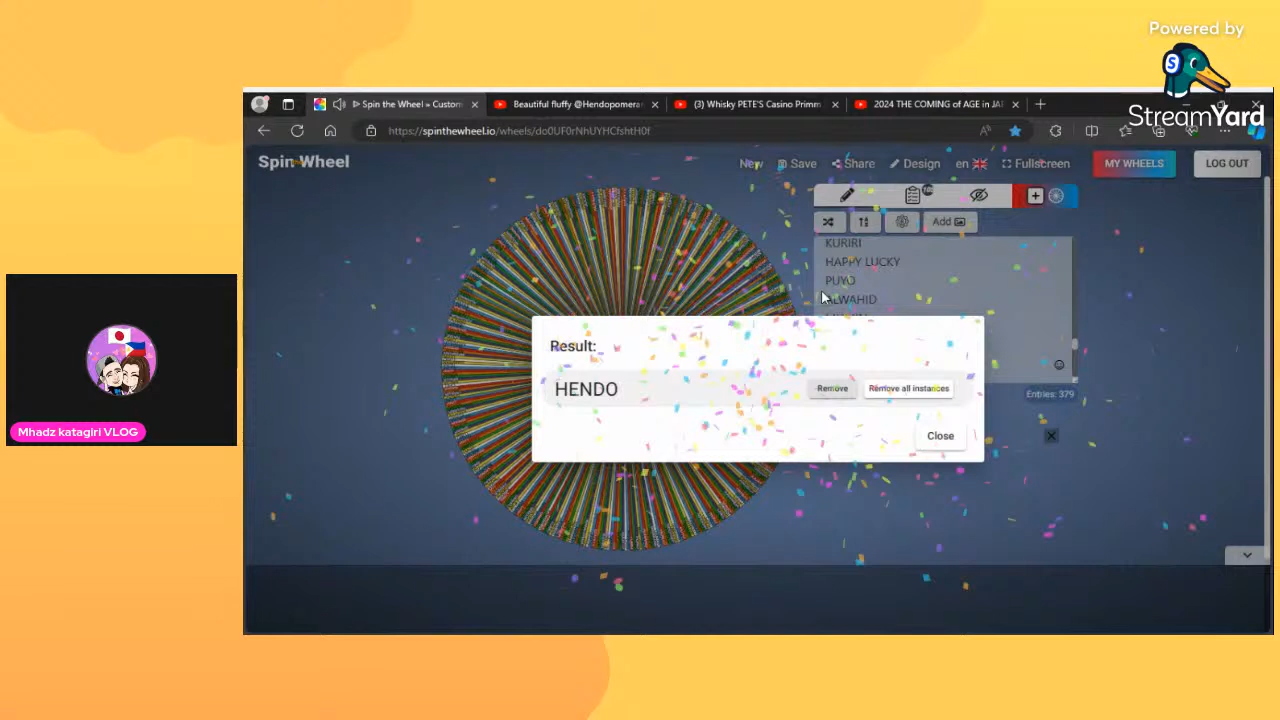 Powered by
StreamYard
Spin the Wheel = Custom
Beautiful fluffy @Hendopomeran
(3) Whisky PETE'S Casino Primm
2024 THE COMING of AGE in JA
https://spinthewheel.io/wheels/do0UF0rNhUYHCfshtH0f
Spin Wheel
New
Save
Share
Design
en
Fullscreen
MY WHEELS
LOG OUT
Add
KURIRI
HAPPY LUCKY
PUYO
ALWAHID
Result:
HENDO
Remove
Remove all instances
Entries: 379
Close
Mhadz katagiri VLOG